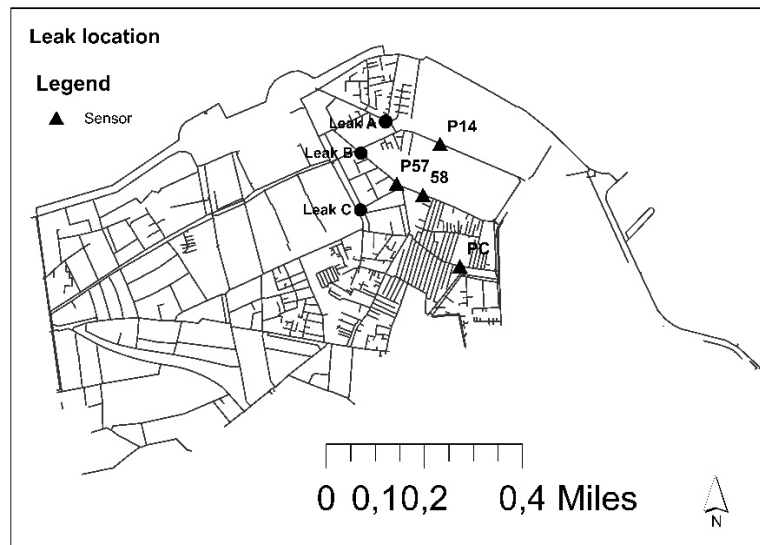 Leak location
Legend
Sensor
Leak A
P14
Leak B
P57
58
Leak C
PC
0 0,10,2 0,4 Miles
N